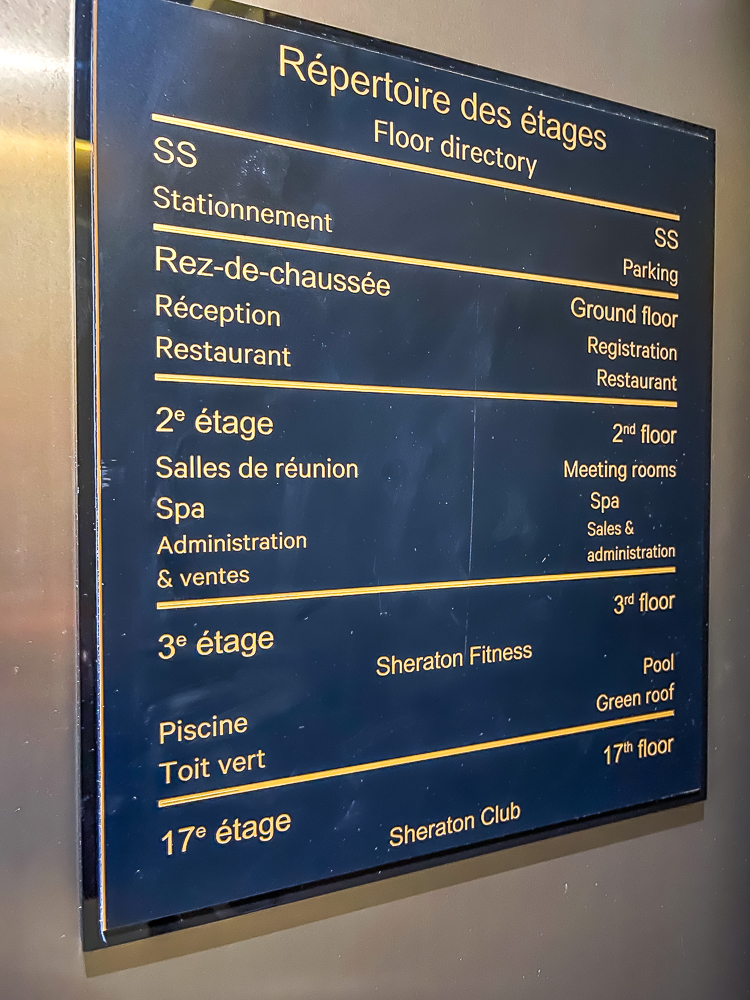 Répertoire des étages
Floor directory
SS
SS
Stationnement
Parking
Rez-de-chaussée
Ground floor
Réception
Registration
Restaurant
Restaurant
2e étage
2nd floor
Salles de réunion
Meeting rooms
Spa
Spa
Administration
& ventes
Sales &
administration
3e étage
3rd floor
Sheraton Fitness
Piscine
Pool
Toit vert
Green roof
17e étage
17th floor
Sheraton Club